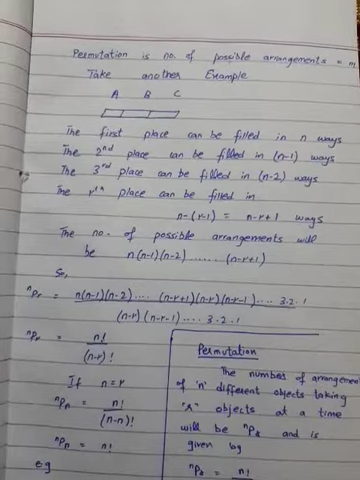 Permutation is no. of possible arrangements = m
Take another Example
A B C
The first place can be filled in n ways
The 2nd place can be filled in (n-1) ways
The 3rd place can be filled in (n-2) ways
The rth place can be filled in
n-(r-1) = n-r+1 ways
The no. of possible arrangements will
be n(n-1)(n-2) ...... (n-r+1)
So,
ⁿPr = n(n-1)(n-2).... (n-r+1)(n-r)(n-r-1).... 3.2.1
(n-r)(n-r-1).... 3.2.1
ⁿPr = n!
(n-r)!
If n=r
ⁿPn = n!
(n-n)!
ⁿPn = n!
eg
Permutation
The numbers of arrangemen
of 'n' different objects taking
"r" objects at a time
will be ⁿPr and is
given by
ⁿPr = n!